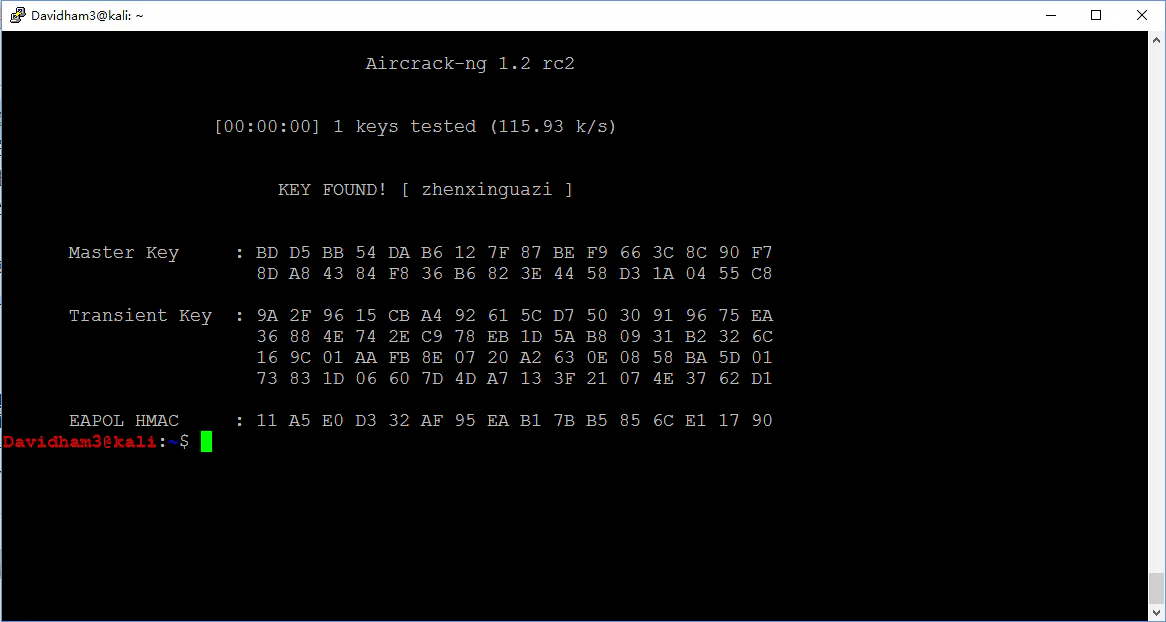 Davidham3@kali: ~
Aircrack-ng 1.2 rc2
[00:00:00] 1 keys tested (115.93 k/s)
KEY FOUND! [ zhenxinguazi ]
Master Key : BD D5 BB 54 DA B6 12 7F 87 BE F9 66 3C 8C 90 F7
8D A8 43 84 F8 36 B6 82 3E 44 58 D3 1A 04 55 C8
Transient Key : 9A 2F 96 15 CB A4 92 61 5C D7 50 30 91 96 75 EA
36 88 4E 74 2E C9 78 EB 1D 5A B8 09 31 B2 32 6C
16 9C 01 AA FB 8E 07 20 A2 63 0E 08 58 BA 5D 01
73 83 1D 06 60 7D 4D A7 13 3F 21 07 4E 37 62 D1
EAPOL HMAC : 11 A5 E0 D3 32 AF 95 EA B1 7B B5 85 6C E1 17 90
Davidham3@kali:~$